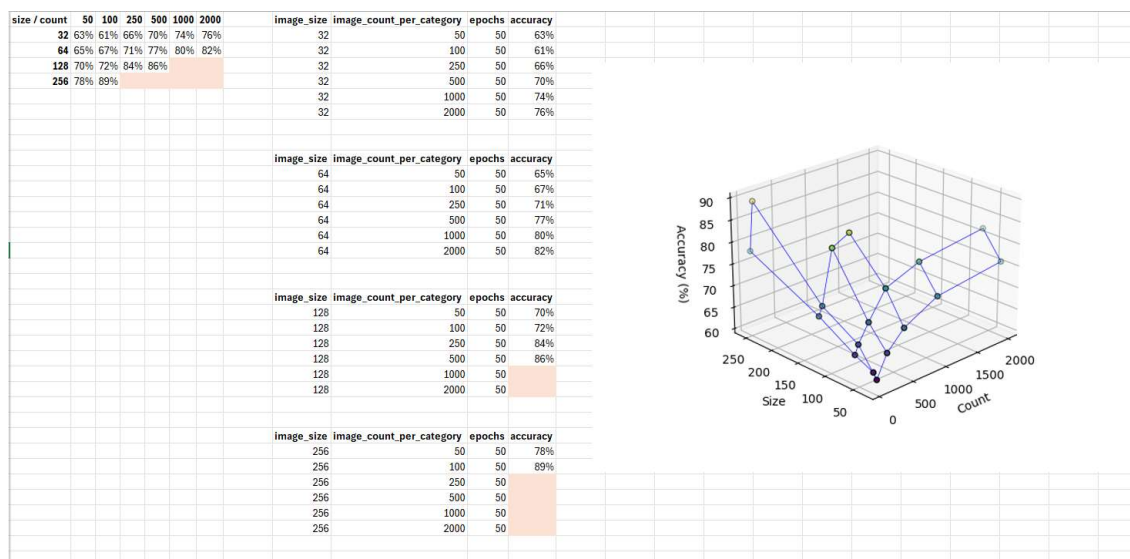 size / count 50 100 250 500 1000 2000
32 63% 61% 66% 70% 74% 76%
64 65% 67% 71% 77% 80% 82%
128 70% 72% 84% 86%
256 78% 89%
image_size image_count_per_category epochs accuracy
32 50 50 63%
32 100 50 61%
32 250 50 66%
32 500 50 70%
32 1000 50 74%
32 2000 50 76%
image_size image_count_per_category epochs accuracy
64 50 50 65%
64 100 50 67%
64 250 50 71%
64 500 50 77%
64 1000 50 80%
64 2000 50 82%
image_size image_count_per_category epochs accuracy
128 50 50 70%
128 100 50 72%
128 250 50 84%
128 500 50 86%
128 1000 50
128 2000 50
image_size image_count_per_category epochs accuracy
256 50 50 78%
256 100 50 89%
256 250 50
256 500 50
256 1000 50
256 2000 50
Accuracy (%)
90
85
80
75
70
65
60
250
200
150
100
50
Size
0
500
1000
1500
2000
Count